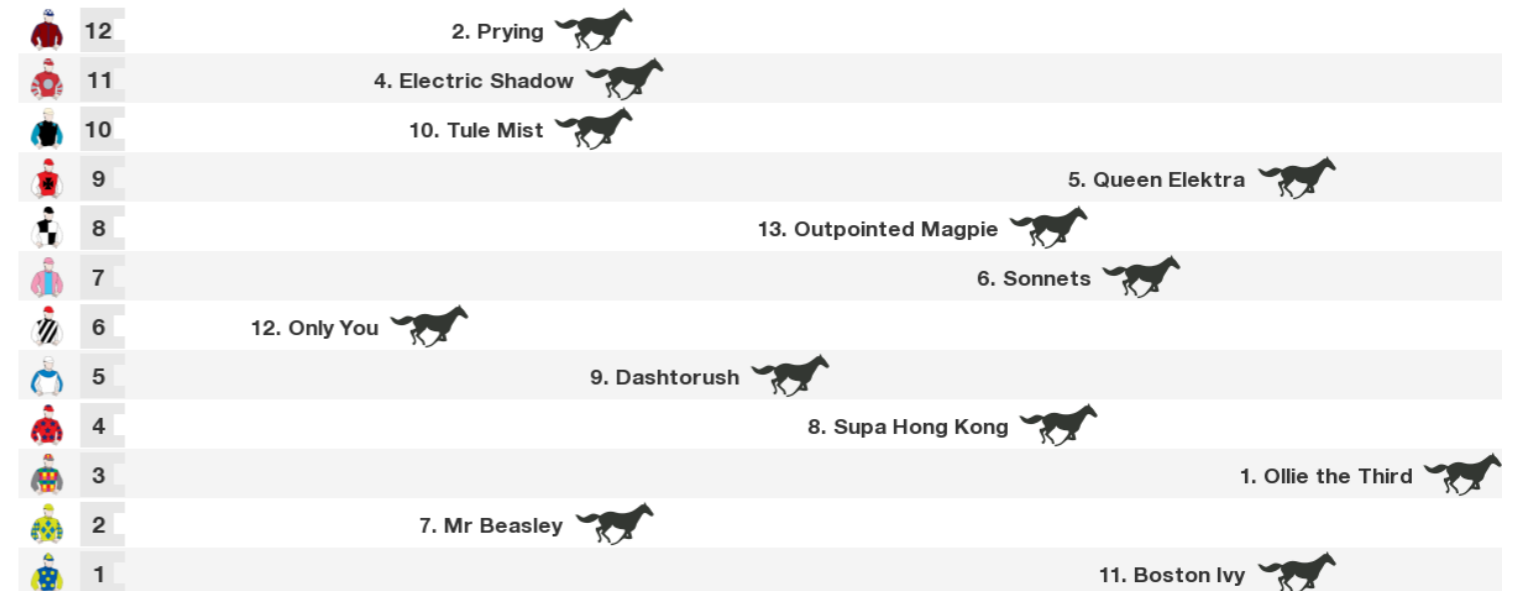 12 2. Prying
11 4. Electric Shadow
10 10. Tule Mist
9 5. Queen Elektra
8 13. Outpointed Magpie
7 6. Sonnets
6 12. Only You
5 9. Dashtorush
4 8. Supa Hong Kong
3 1. Ollie the Third
2 7. Mr Beasley
1 11. Boston Ivy